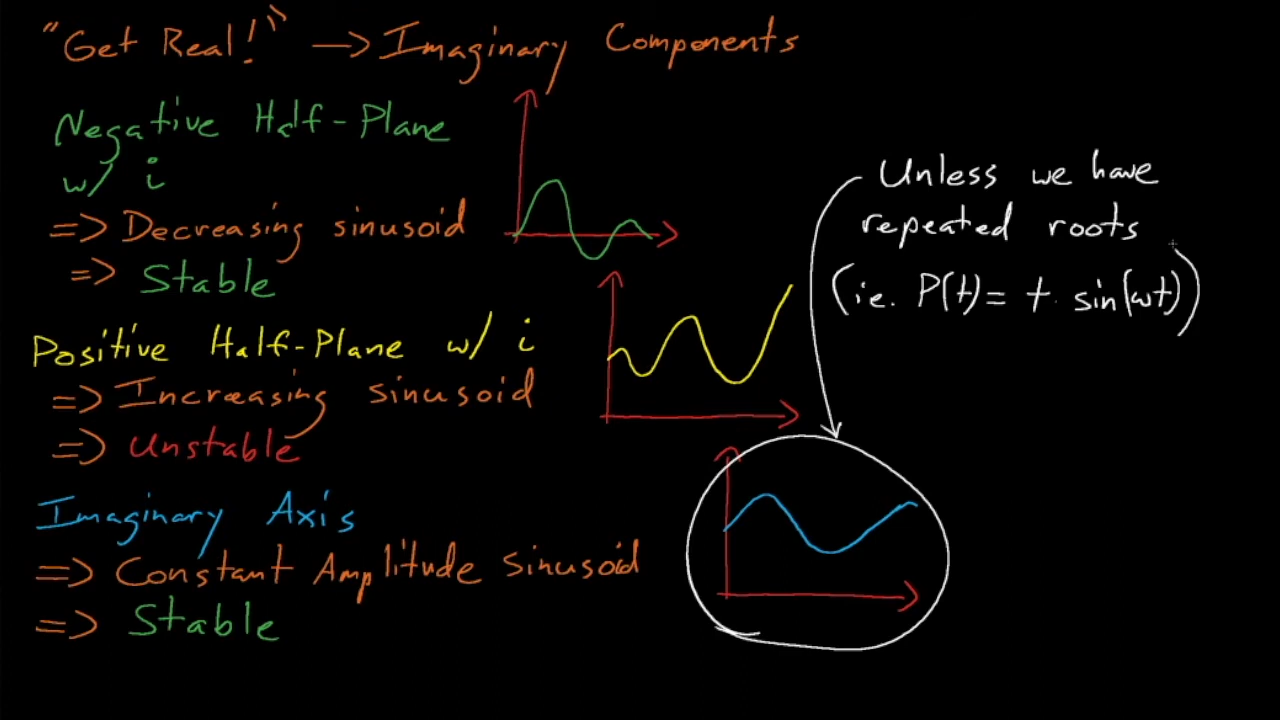 "Get Real!" —> Imaginary Components
Negative Half-Plane
w/ i
=> Decreasing sinusoid
=> Stable
Positive Half-Plane w/ i
=> Increasing sinusoid
=> Unstable
Imaginary Axis
=> Constant Amplitude sinusoid
=> Stable
Unless we have
repeated roots
(ie. P(t) = t · sin(ωt))